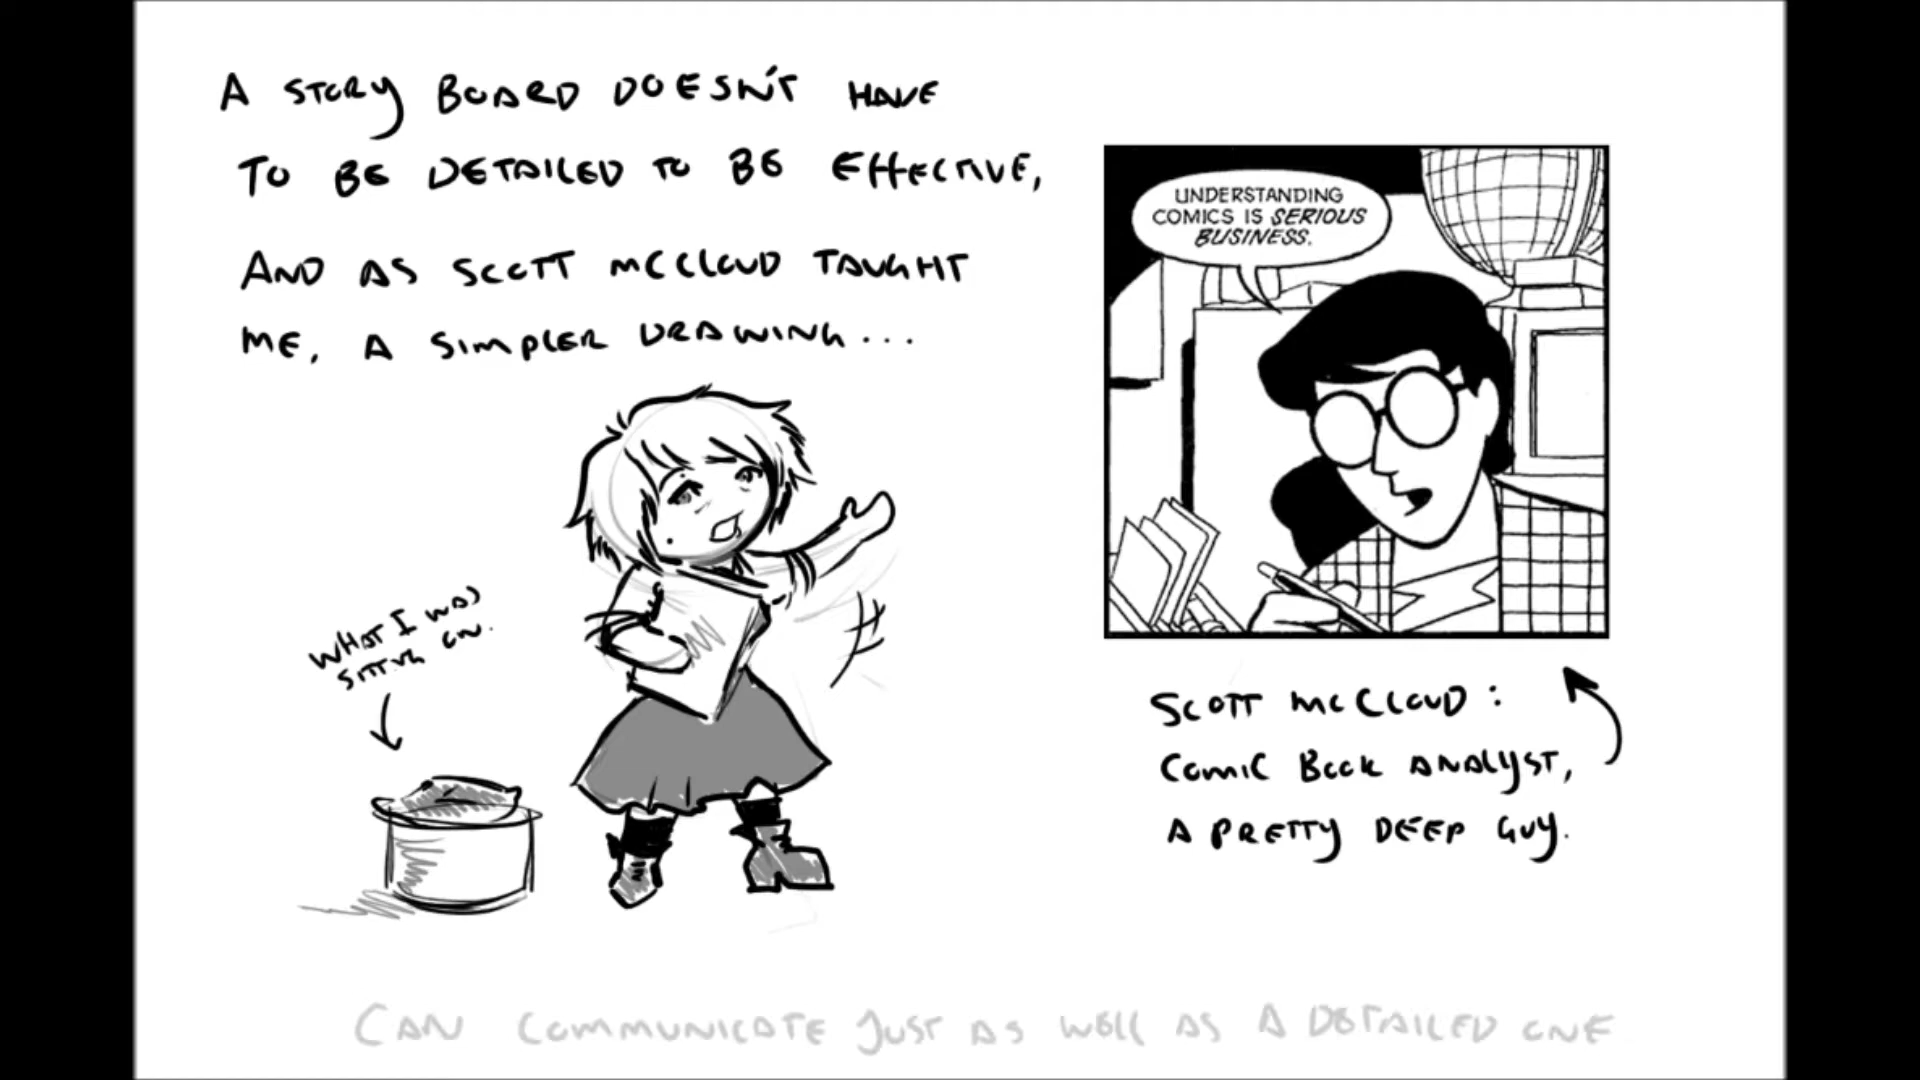 A STORY BOARD DOESN'T HAVE
TO BE DETAILED TO BE EFFECTIVE,
AND AS SCOTT MCCLOUD TAUGHT
ME, A SIMPLER DRAWING...
UNDERSTANDING
COMICS IS SERIOUS
BUSINESS.
WHAT I WAS
SITTING ON.
SCOTT MCCLOUD:
COMIC BOOK ANALYST,
A PRETTY DEEP GUY.
CAN COMMUNICATE JUST AS WELL AS A DETAILED ONE